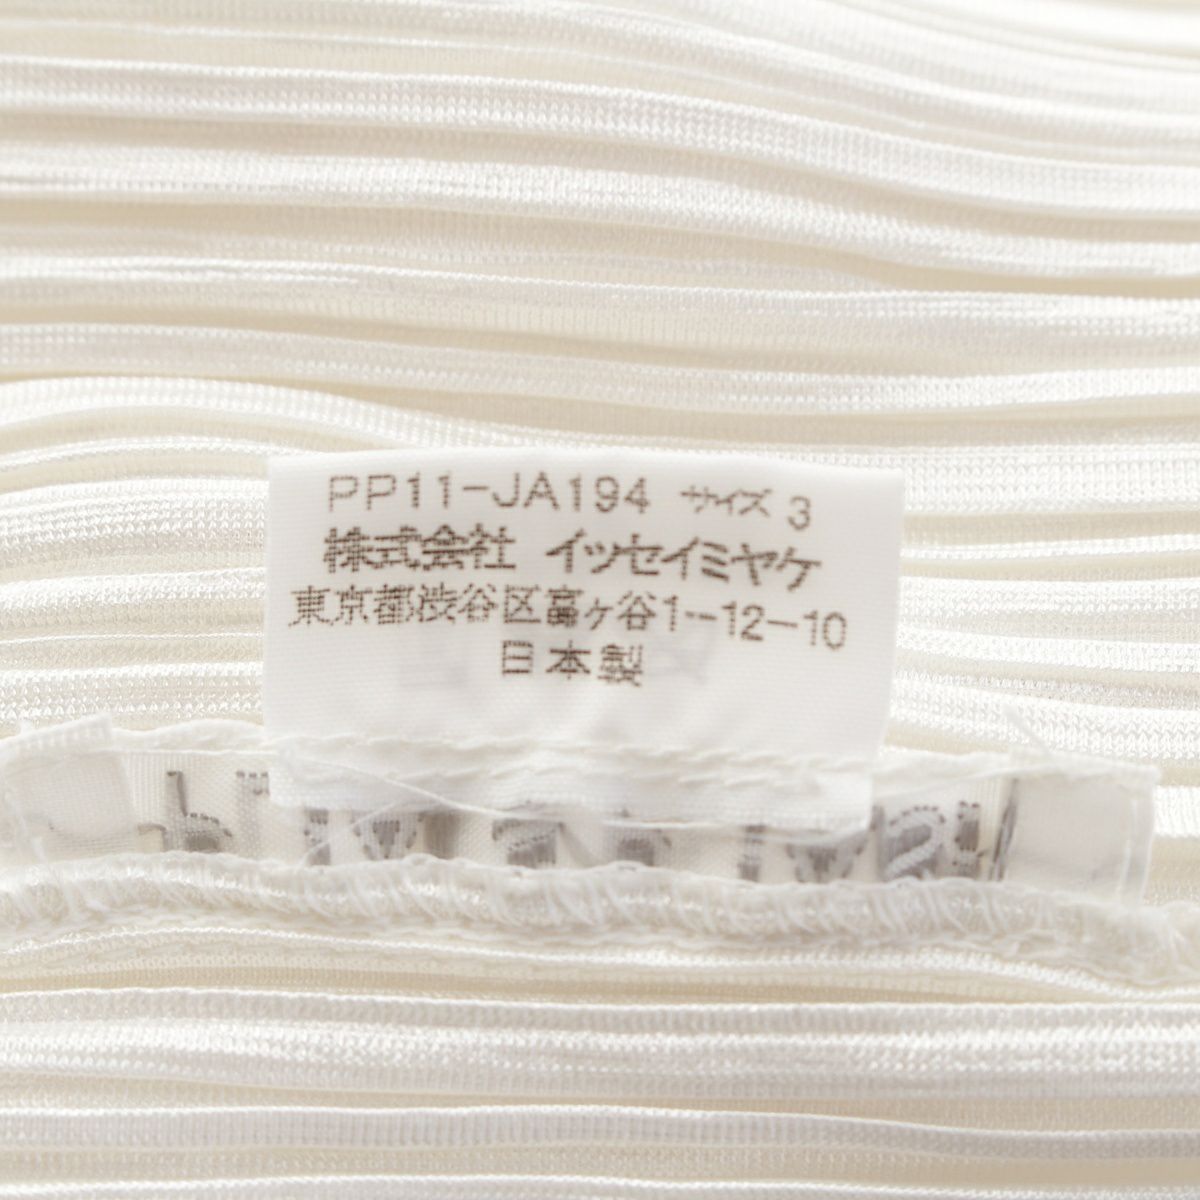 PP11-JA194 サイズ 3
株式会社 イッセイミヤケ
東京都渋谷区富ヶ谷1-12-10
日本製